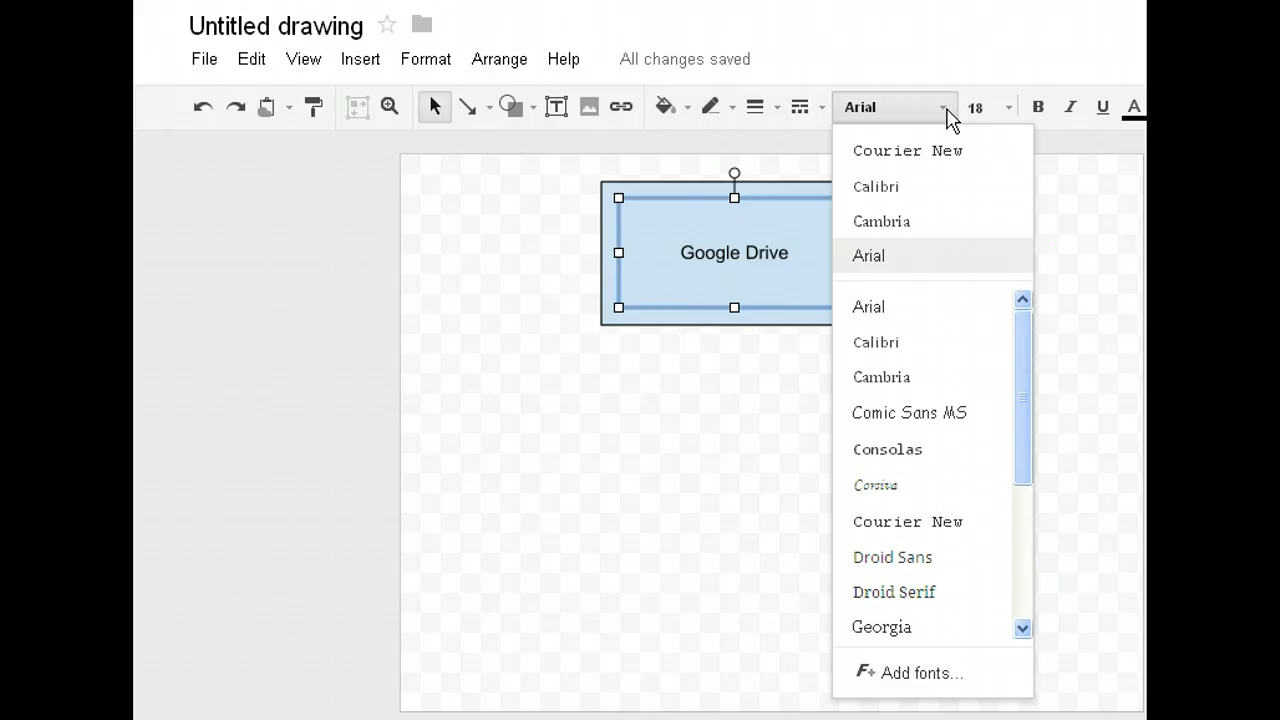 Untitled drawing
File Edit View Insert Format Arrange Help All changes saved
Arial 18 B I U A
Courier New
Calibri
Cambria
Arial
Google Drive
Arial
Calibri
Cambria
Comic Sans MS
Consolas
Corsiva
Courier New
Droid Sans
Droid Serif
Georgia
F+ Add fonts...